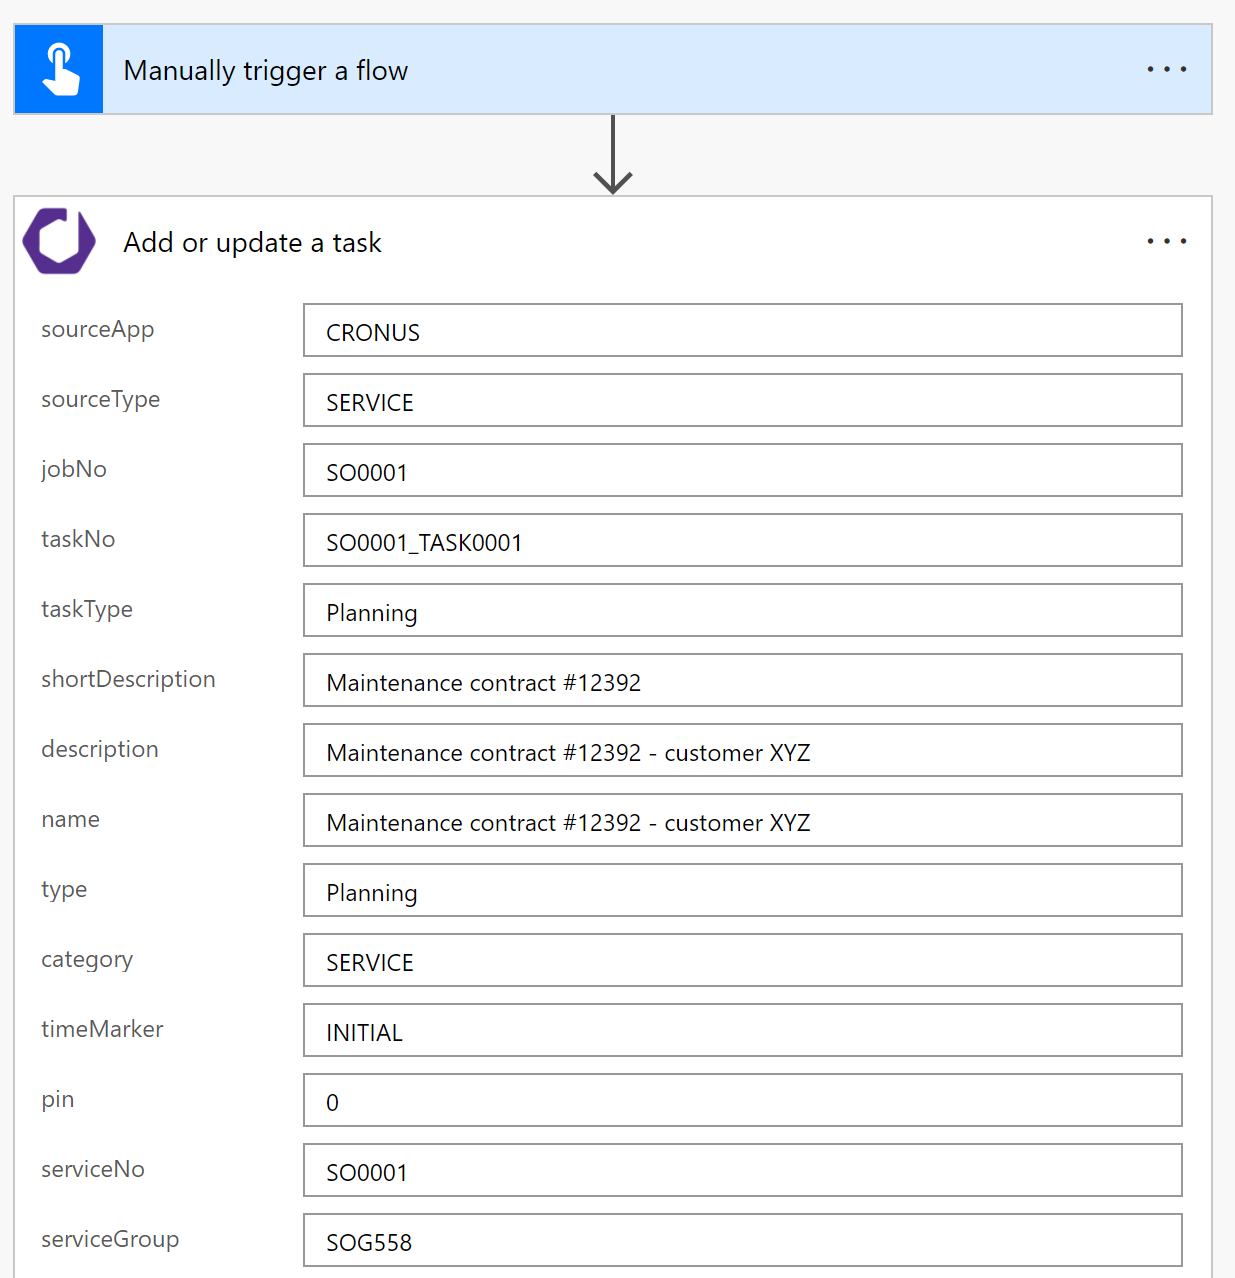 Manually trigger a flow
Add or update a task
sourceApp CRONUS
sourceType SERVICE
jobNo SO0001
taskNo SO0001_TASK0001
taskType Planning
shortDescription Maintenance contract #12392
description Maintenance contract #12392 - customer XYZ
name Maintenance contract #12392 - customer XYZ
type Planning
category SERVICE
timeMarker INITIAL
pin 0
serviceNo SO0001
serviceGroup SOG558